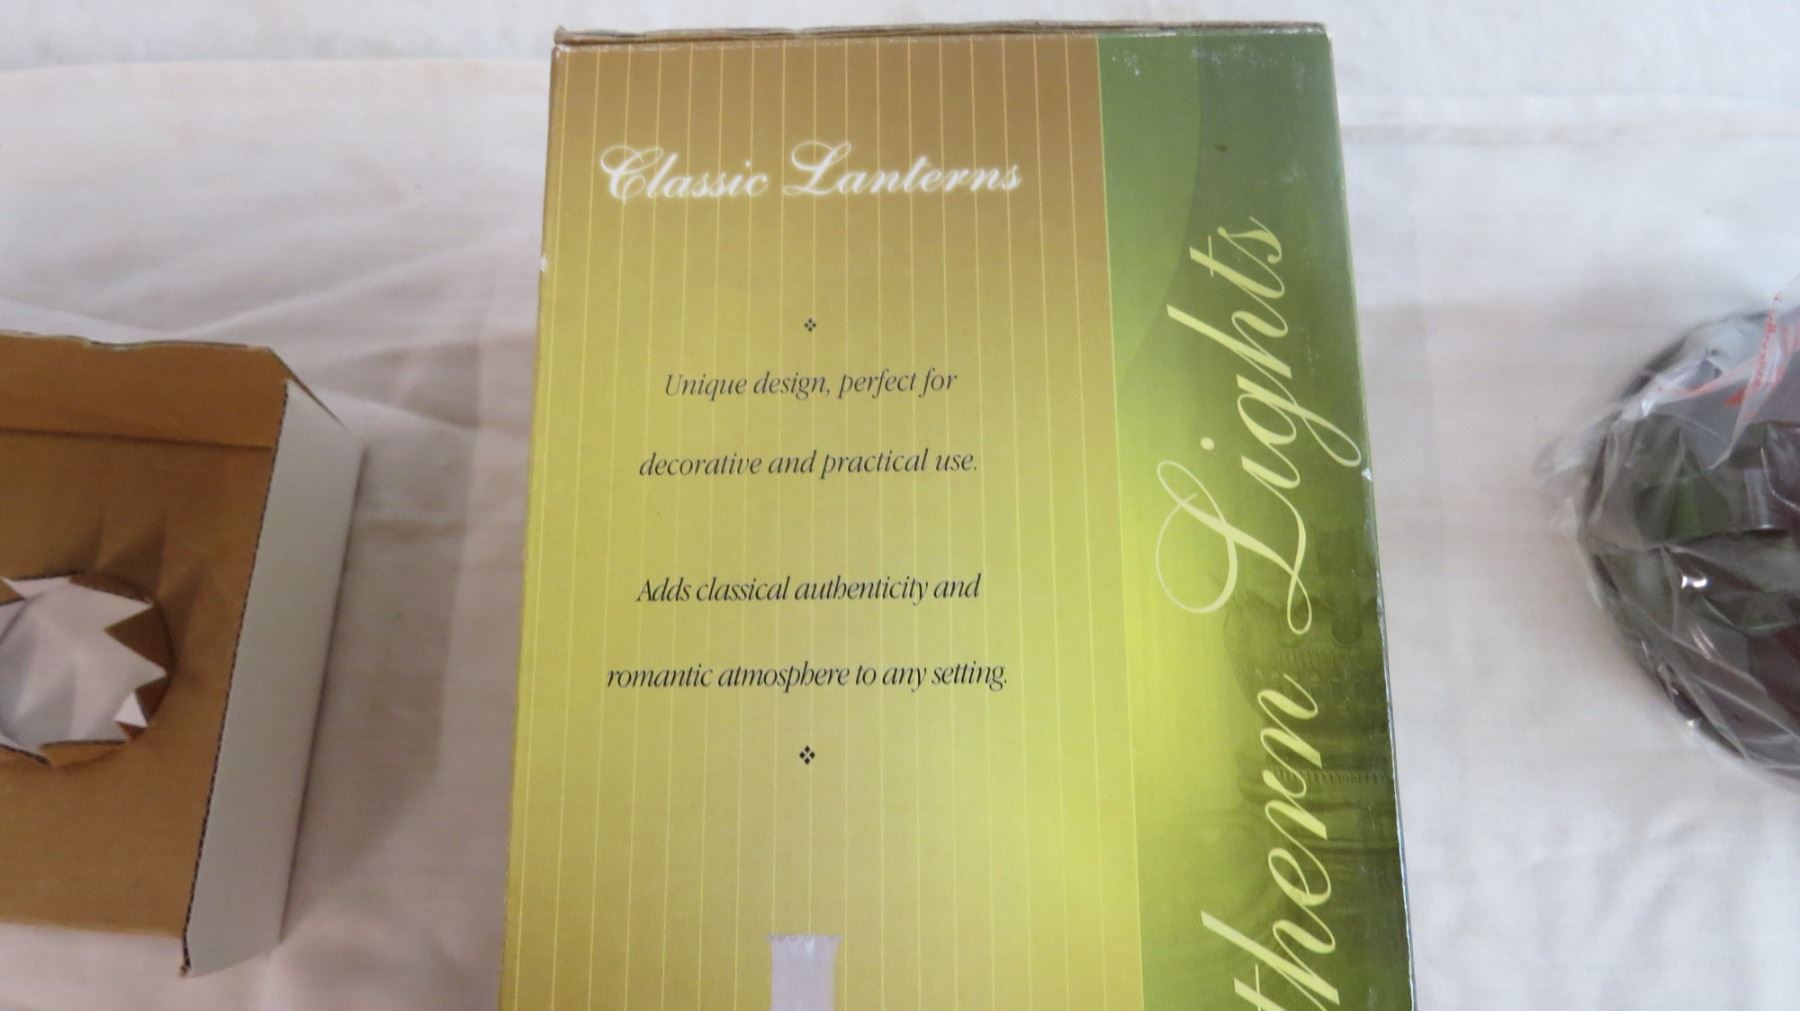 Classic Lanterns
Unique design, perfect for
decorative and practical use.
Adds classical authenticity and
romantic atmosphere to any setting.
Lights